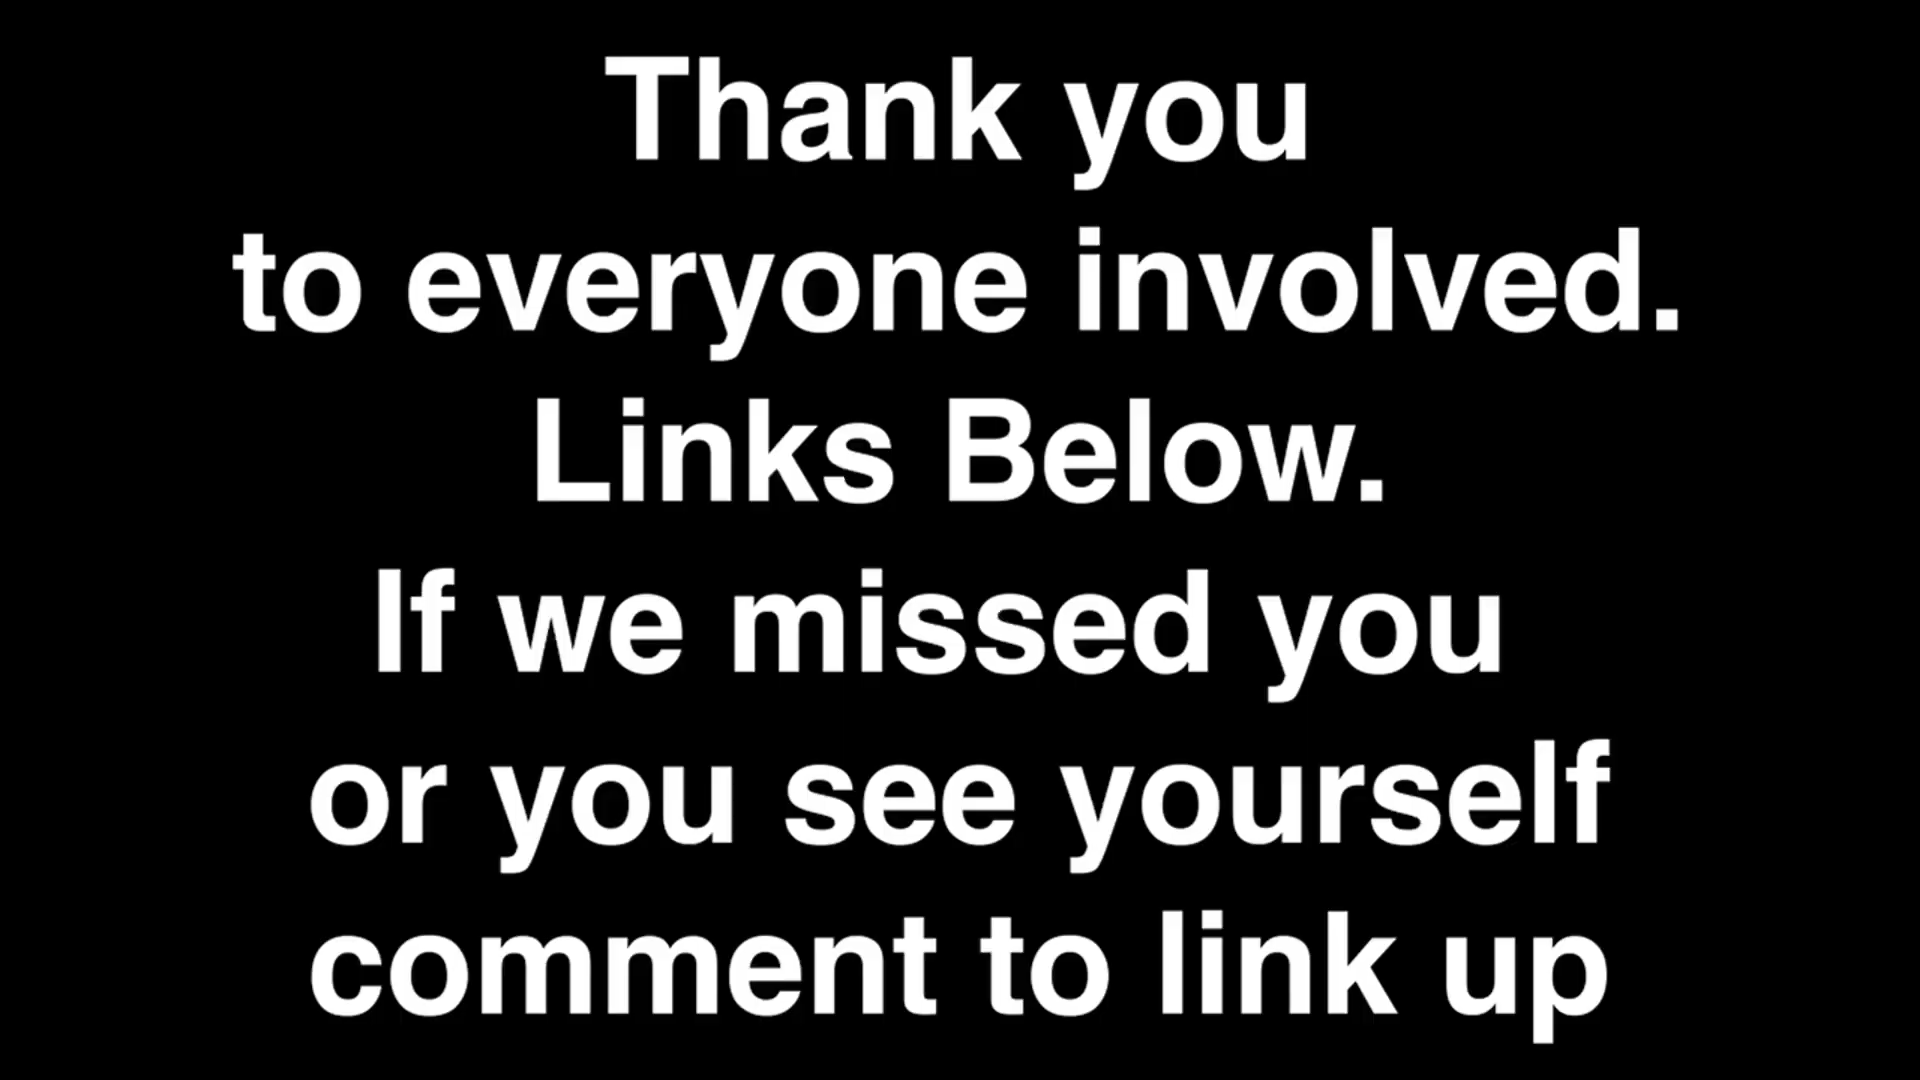 Thank you
to everyone involved.
Links Below.
If we missed you
or you see yourself
comment to link up